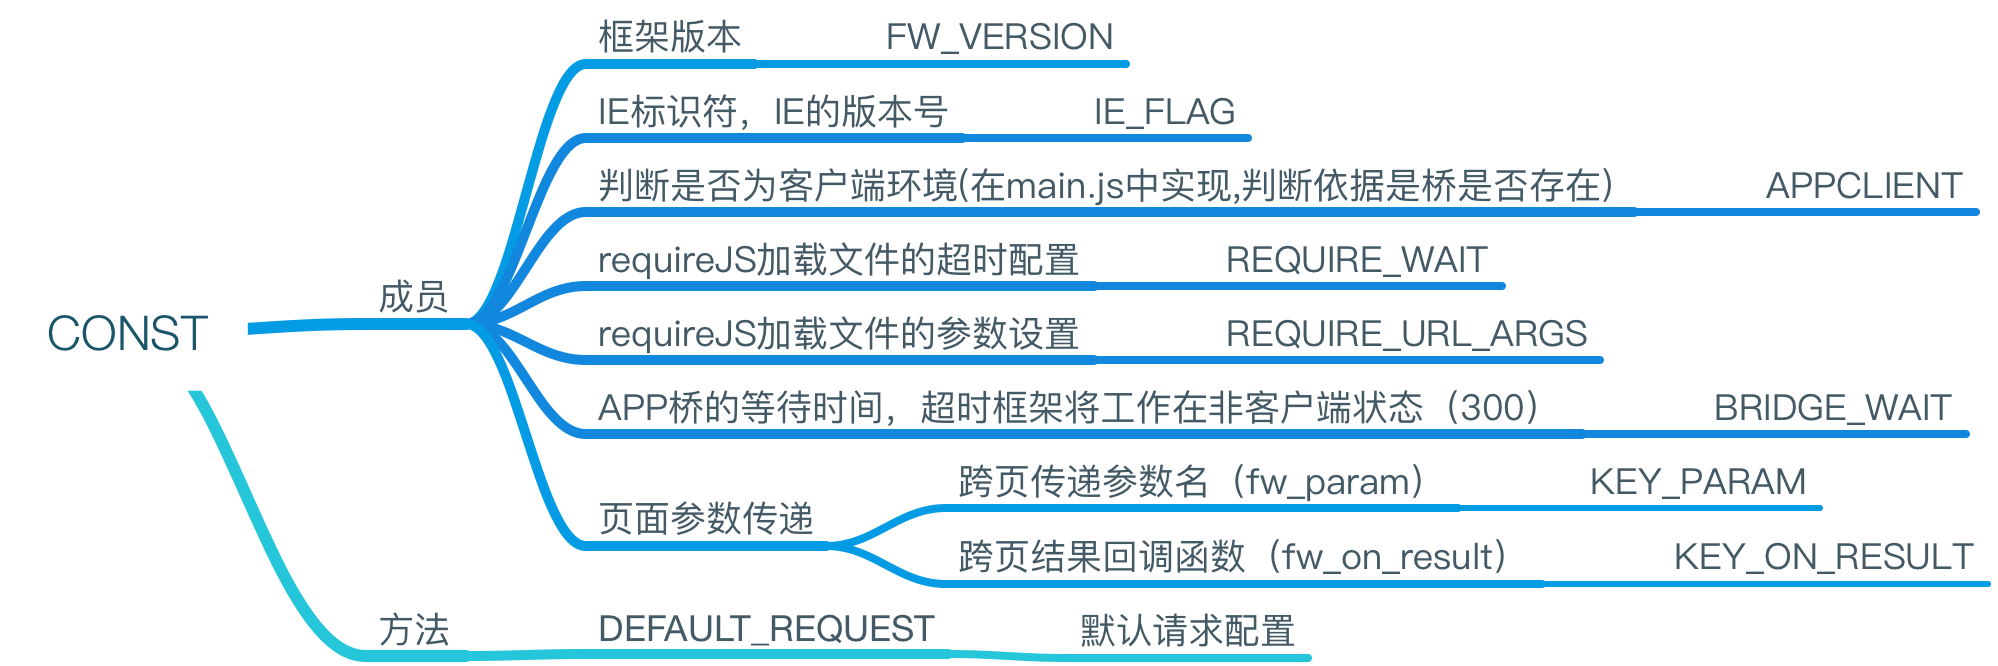 CONST
成员
框架版本 FW_VERSION
IE标识符，IE的版本号 IE_FLAG
判断是否为客户端环境(在main.js中实现,判断依据是桥是否存在) APPCLIENT
requireJS加载文件的超时配置 REQUIRE_WAIT
requireJS加载文件的参数设置 REQUIRE_URL_ARGS
APP桥的等待时间，超时框架将工作在非客户端状态（300） BRIDGE_WAIT
页面参数传递
跨页传递参数名（fw_param） KEY_PARAM
跨页结果回调函数（fw_on_result） KEY_ON_RESULT
方法 DEFAULT_REQUEST 默认请求配置